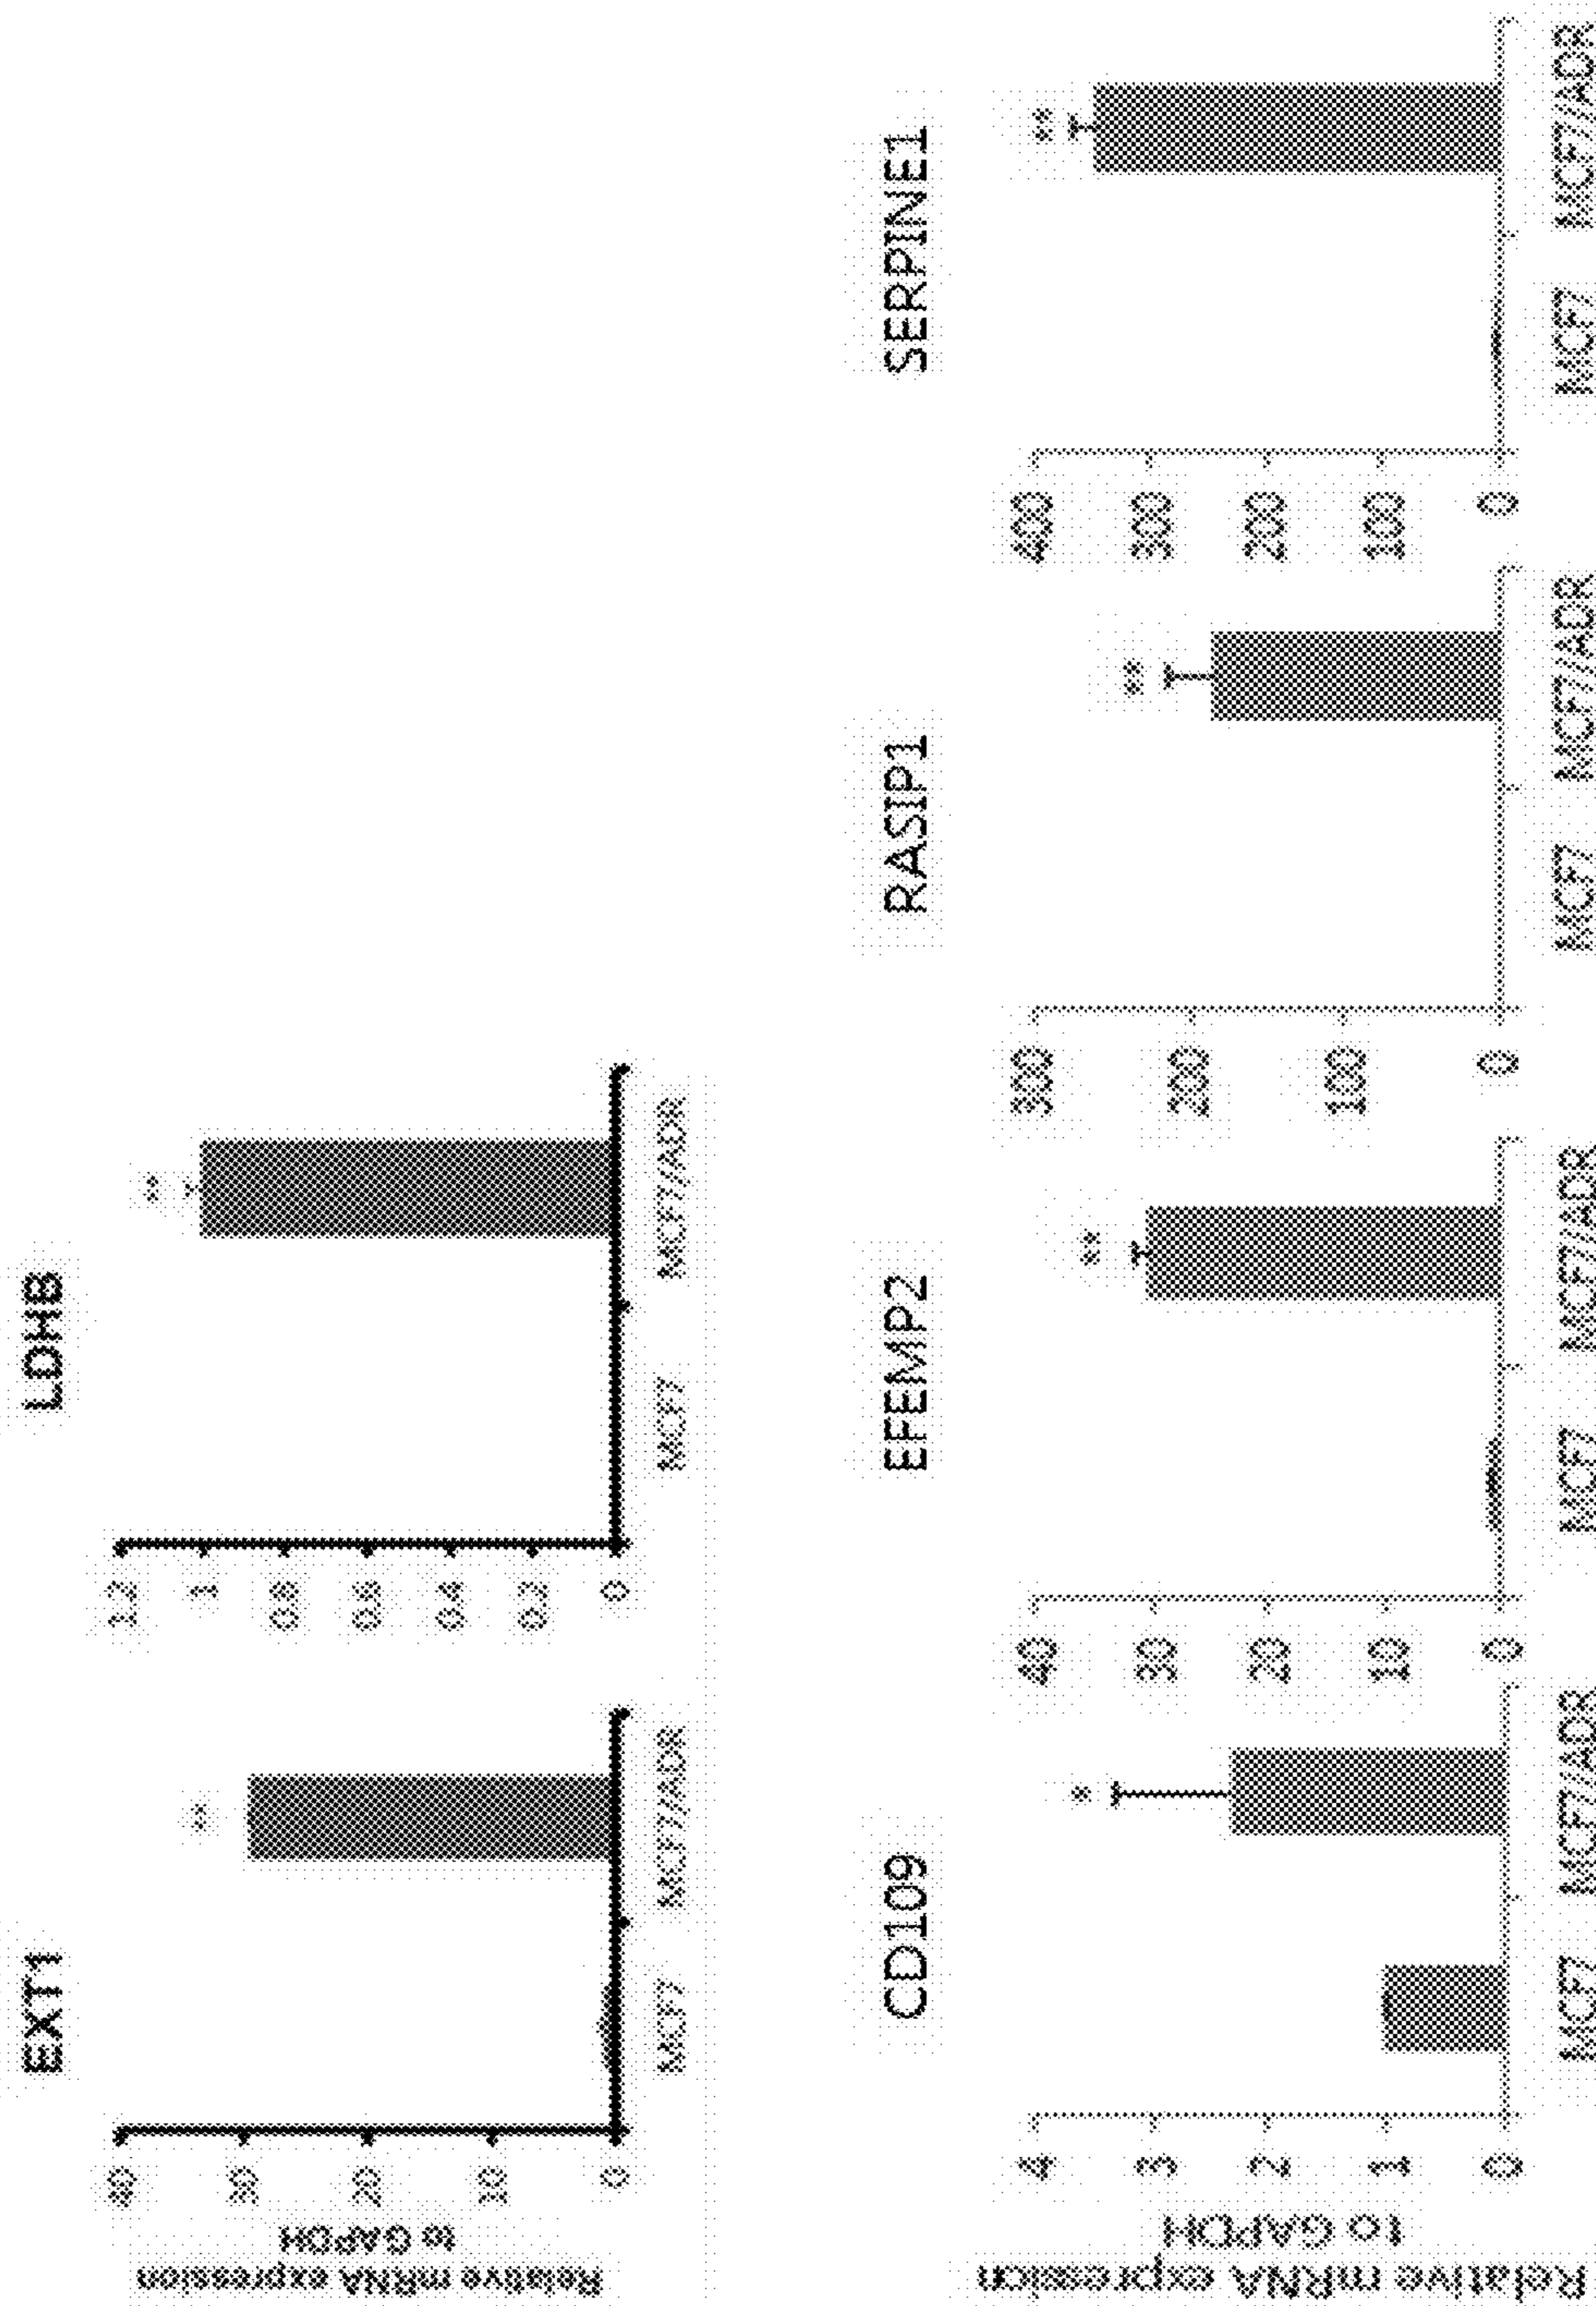 EXT1
LDHB
Relative mRNA expression
to GAPDH
40
30
20
10
0
MCF7 MCF7/ADR
1.2
1
0.8
0.6
0.4
0.2
0
MCF7 MCF7/ADR
**
CD109
EFEMP2
RASIP1
SERPINE1
Relative mRNA expression
to GAPDH
4
3
2
1
0
*
MCF7 MCF7/ADR
40
30
20
10
0
**
MCF7 MCF7/ADR
300
200
100
0
**
MCF7 MCF7/ADR
400
300
200
100
0
**
MCF7 MCF7/ADR